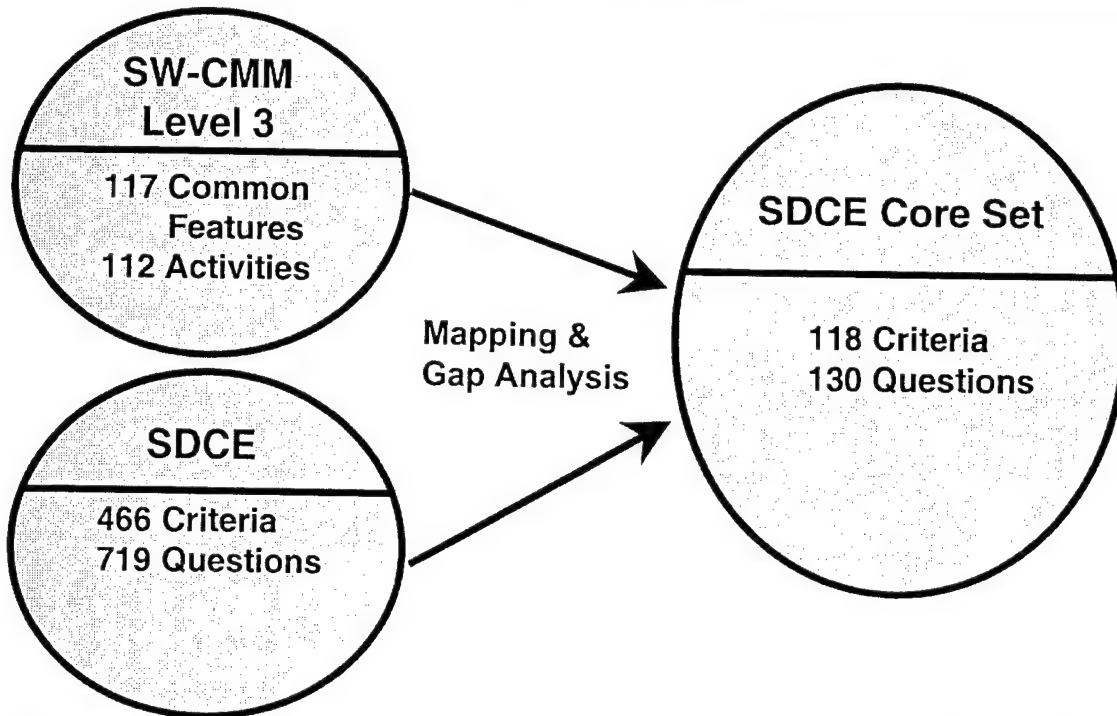 SW-CMM
Level 3
117 Common
Features
112 Activities
SDCE
466 Criteria
719 Questions
Mapping &
Gap Analysis
SDCE Core Set
118 Criteria
130 Questions